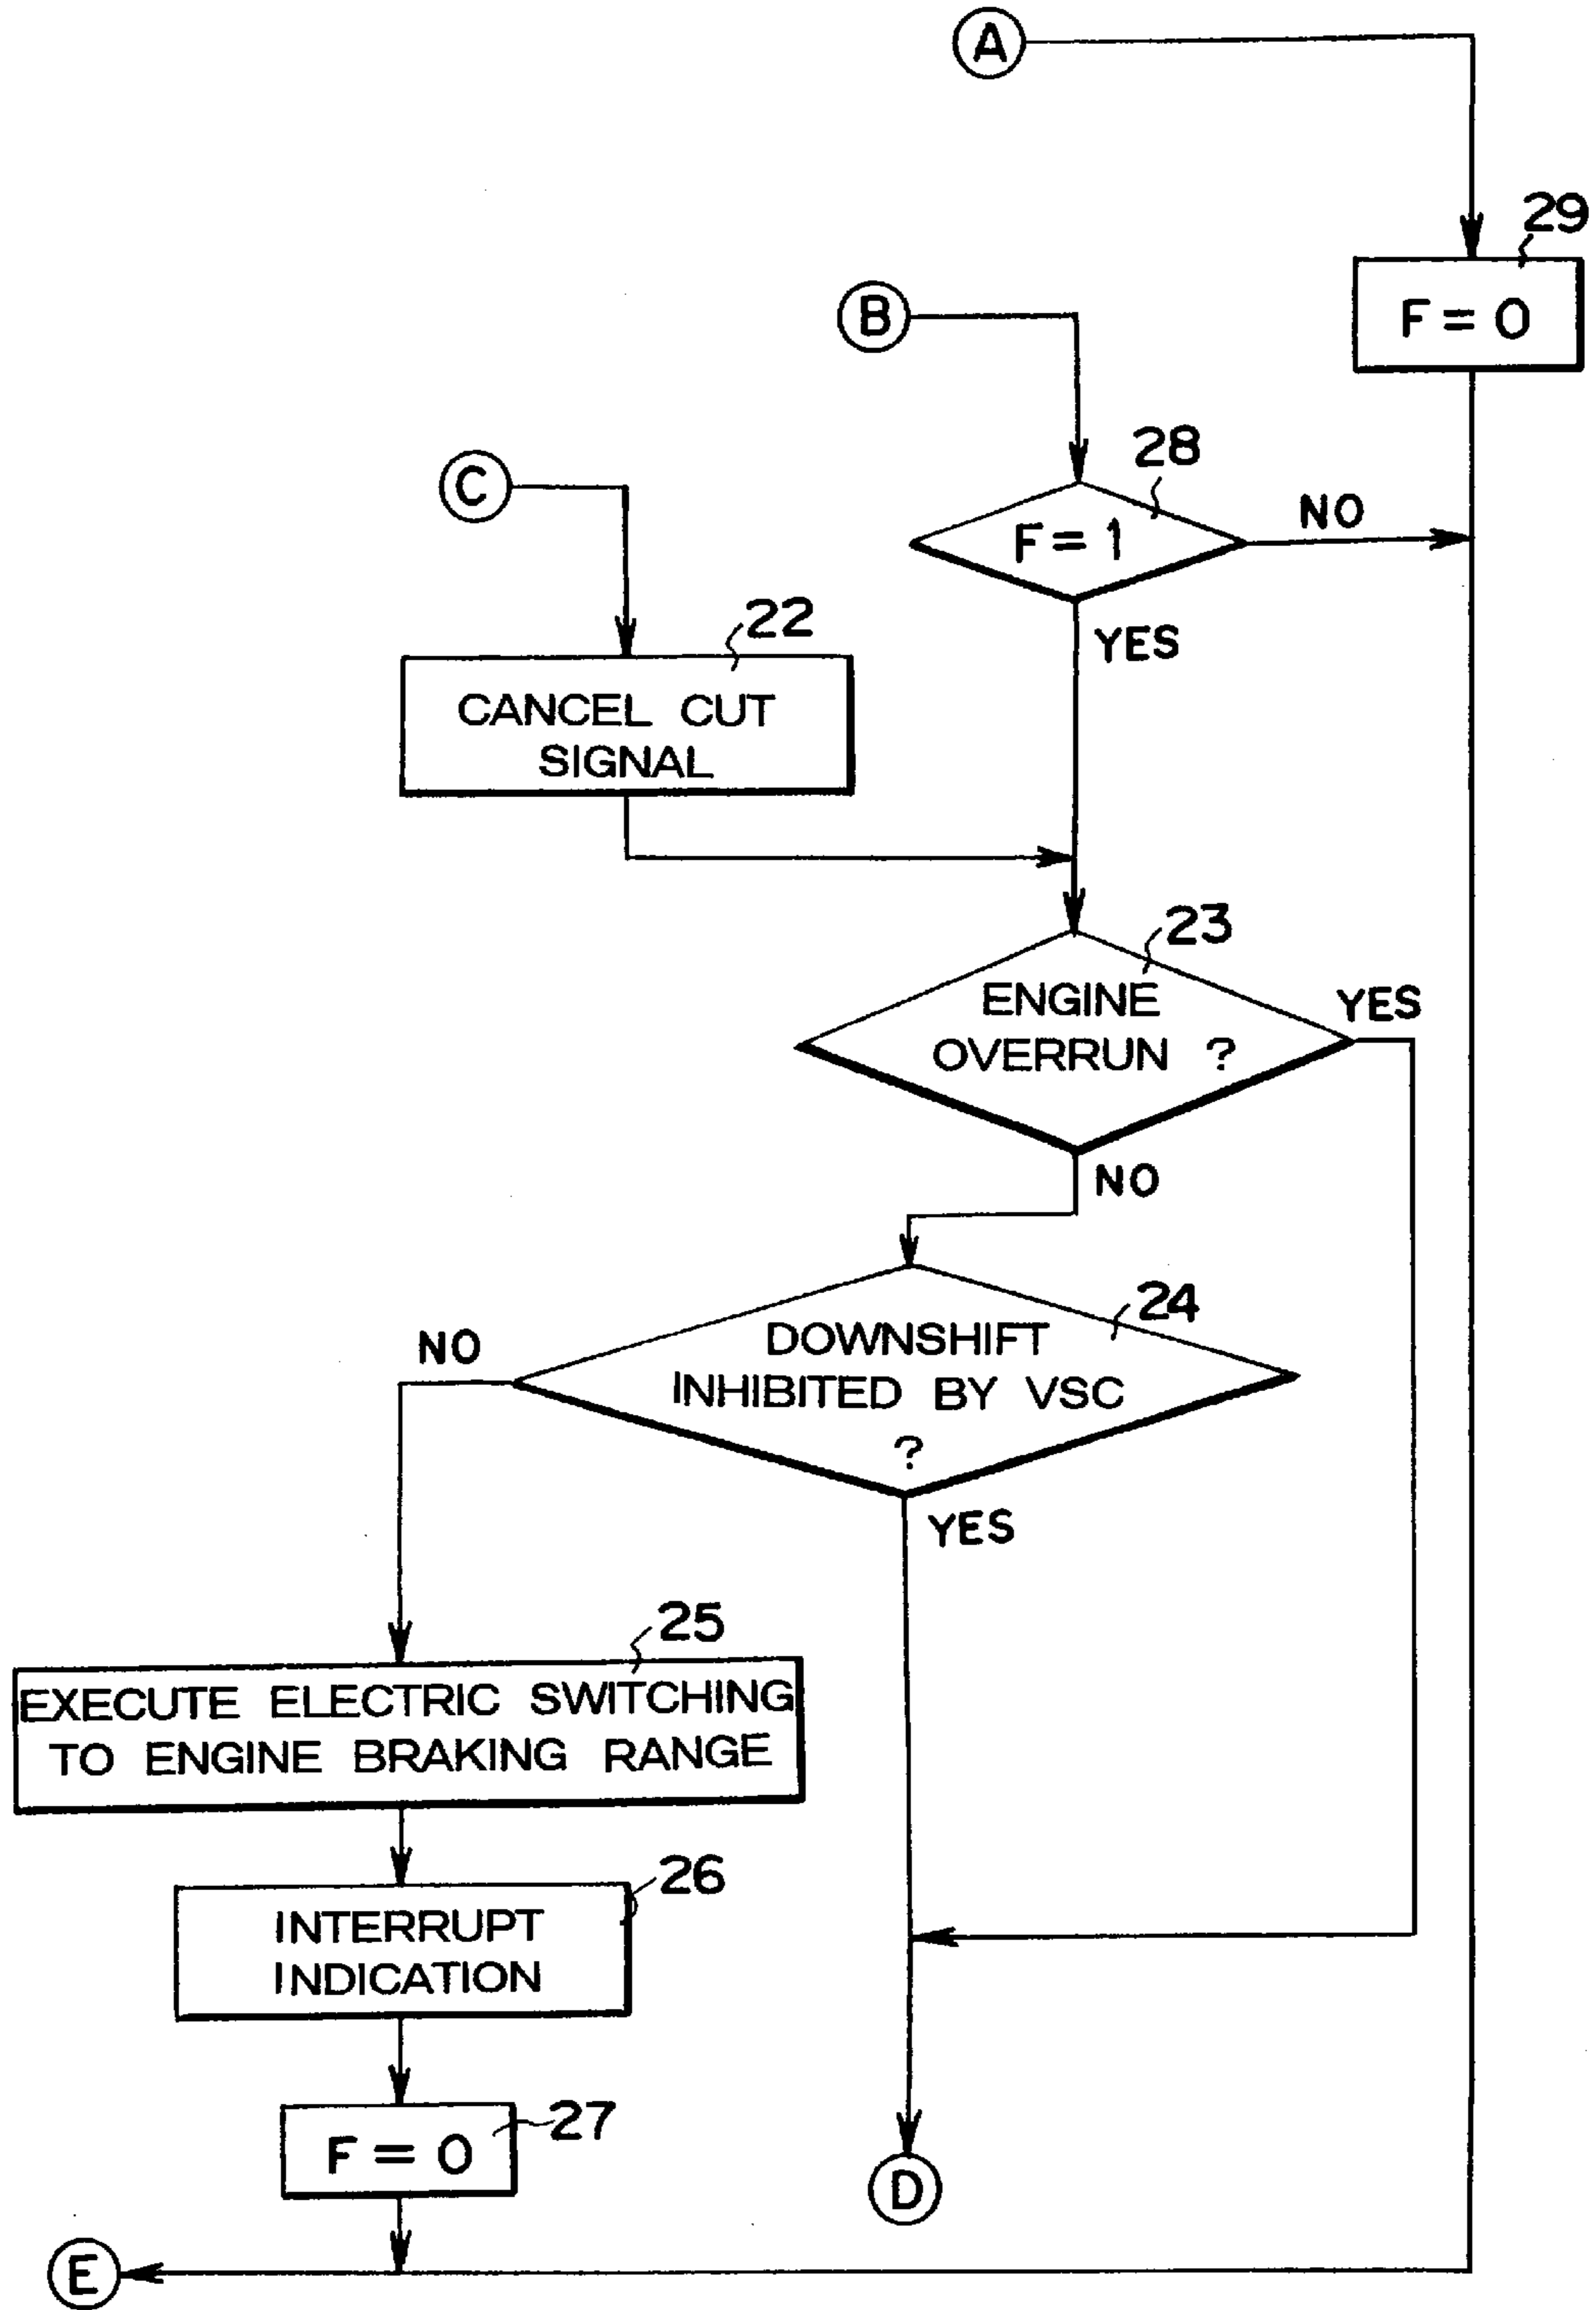 A
29
F = 0
B
28
F = 1
NO
YES
C
22
CANCEL CUT
SIGNAL
23
ENGINE
OVERRUN ?
YES
NO
24
DOWNSHIFT
INHIBITED BY VSC
?
NO
YES
25
EXECUTE ELECTRIC SWITCHING
TO ENGINE BRAKING RANGE
26
INTERRUPT
INDICATION
27
F = 0
D
E